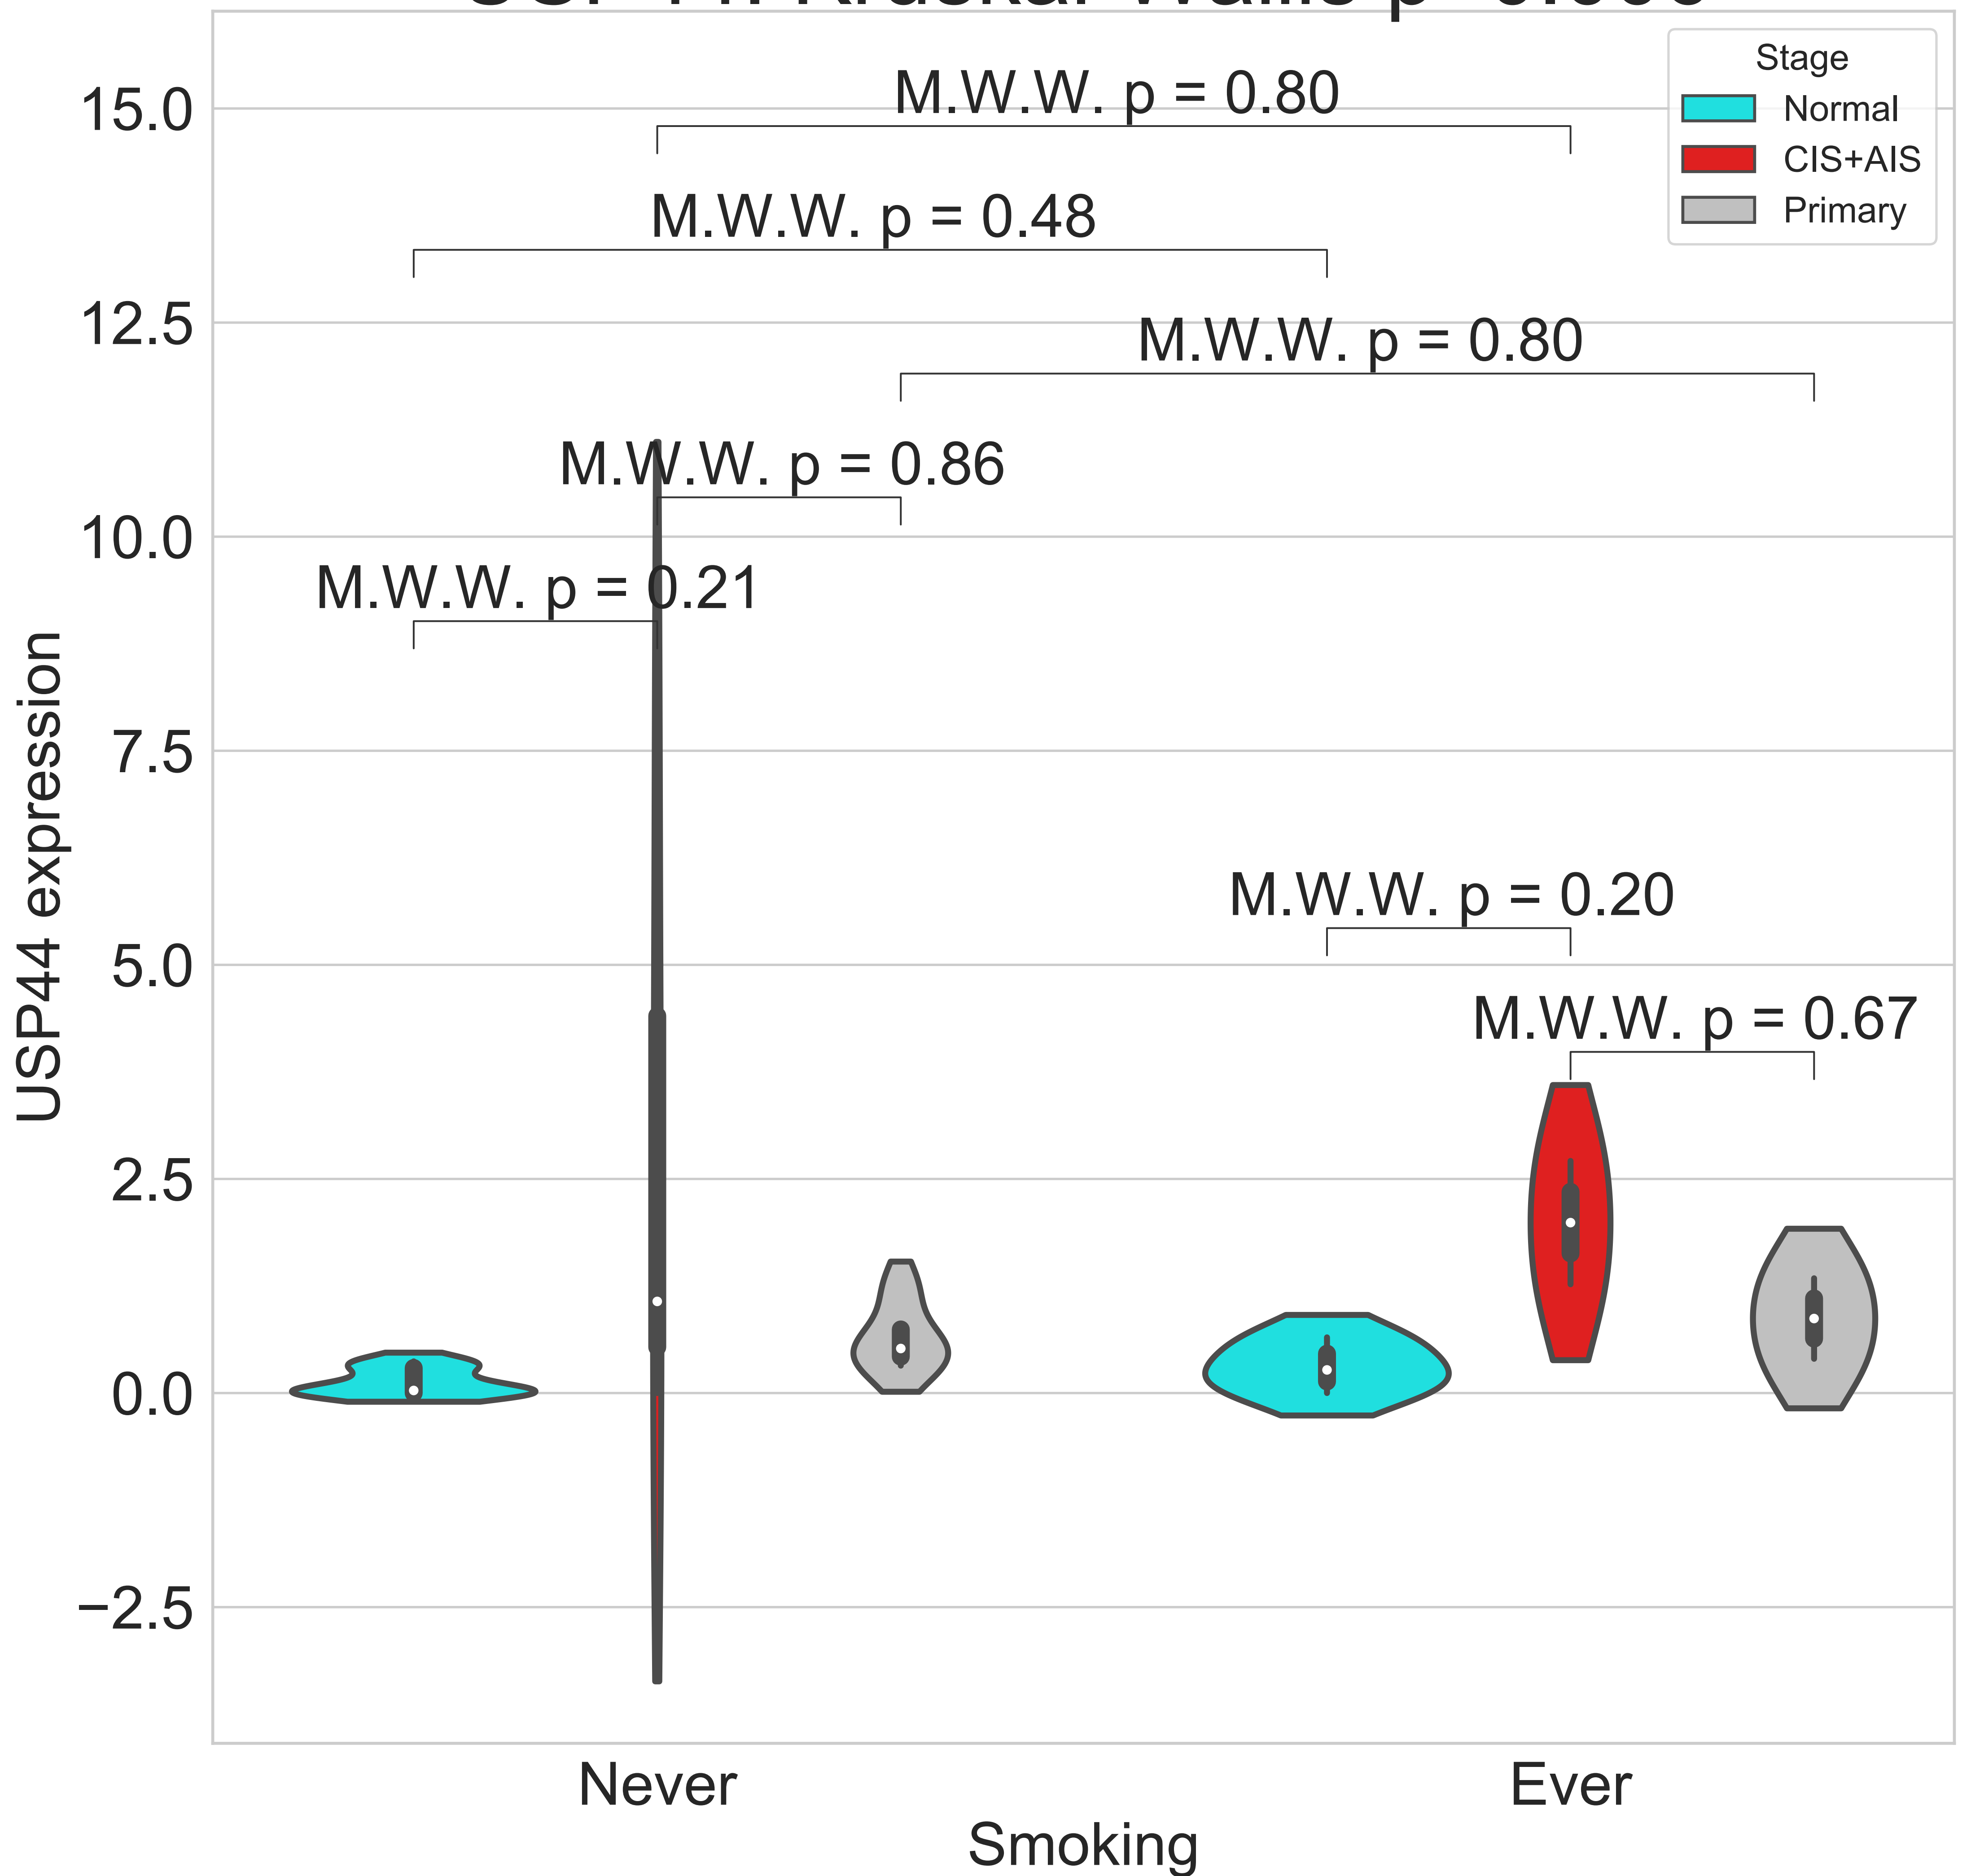 Stage
Normal
CIS+AIS
Primary
M.W.W. p = 0.80
M.W.W. p = 0.48
M.W.W. p = 0.80
M.W.W. p = 0.86
M.W.W. p = 0.21
M.W.W. p = 0.20
M.W.W. p = 0.67
15.0
12.5
10.0
7.5
5.0
2.5
0.0
−2.5
USP44 expression
Never
Ever
Smoking